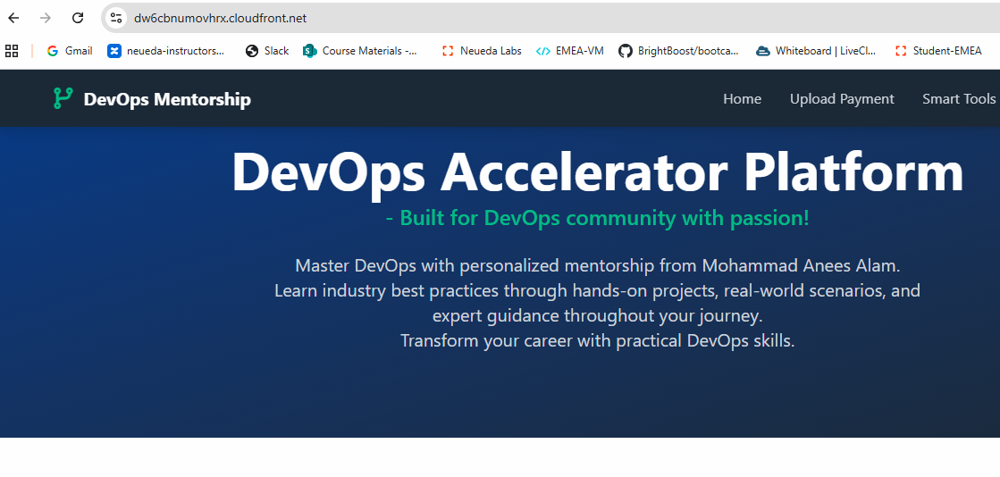 dw6cbnumovhrx.cloudfront.net
Gmail neueda-instructors... Slack Course Materials -... Neueda Labs EMEA-VM BrightBoost/bootca... Whiteboard | LiveCl... Student-EMEA
DevOps Mentorship Home Upload Payment Smart Tools
DevOps Accelerator Platform
- Built for DevOps community with passion!
Master DevOps with personalized mentorship from Mohammad Anees Alam.
Learn industry best practices through hands-on projects, real-world scenarios, and
expert guidance throughout your journey.
Transform your career with practical DevOps skills.